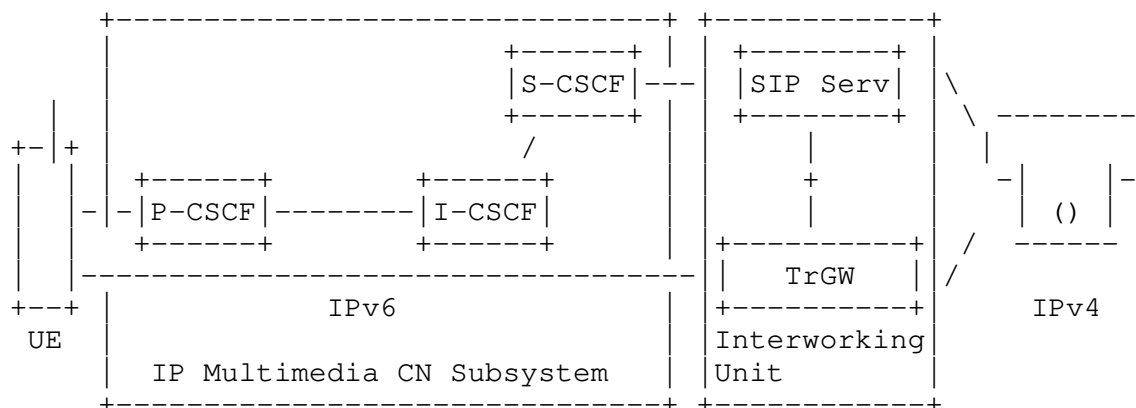 S-CSCF SIP Serv
P-CSCF I-CSCF ()
TrGW
IPv6 IPv4
UE Interworking
IP Multimedia CN Subsystem Unit